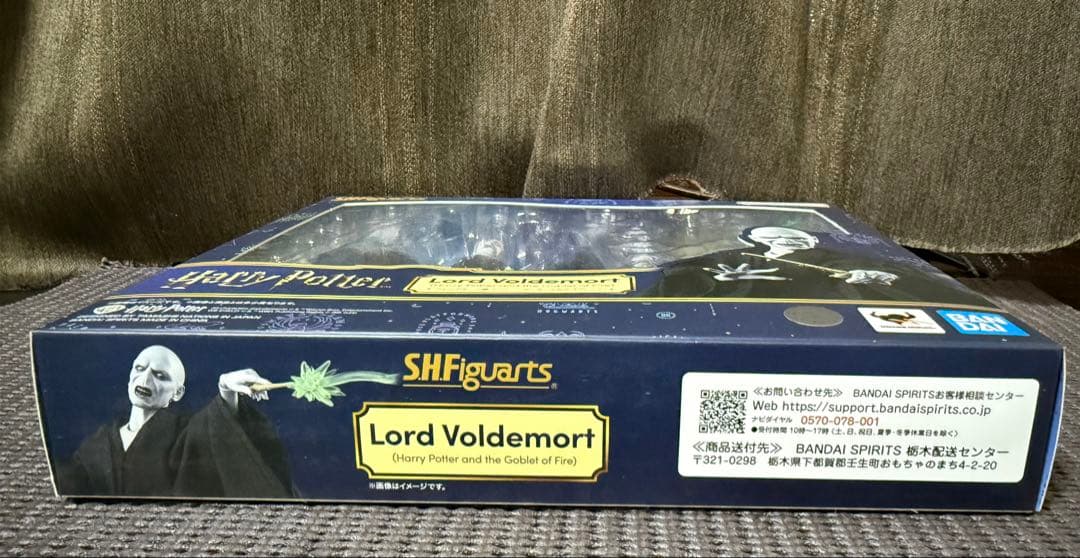 Harry Potter
Lord Voldemort
Harry Potter
BAN
DAI
S.H.Figuarts
Lord Voldemort
(Harry Potter and the Goblet of Fire)
※画像はイメージです。
≪お問い合わせ先≫ BANDAI SPIRITSお客様相談センター
Web https://support.bandaispirits.co.jp
ナビダイヤル 0570-078-001
●受付時間 10時〜17時(土、日、祝日、夏季・冬季休業日を除く)
≪商品送付先≫ BANDAI SPIRITS 栃木配送センター
〒321-0298 栃木県下都賀郡壬生町おもちゃのまち4-2-20